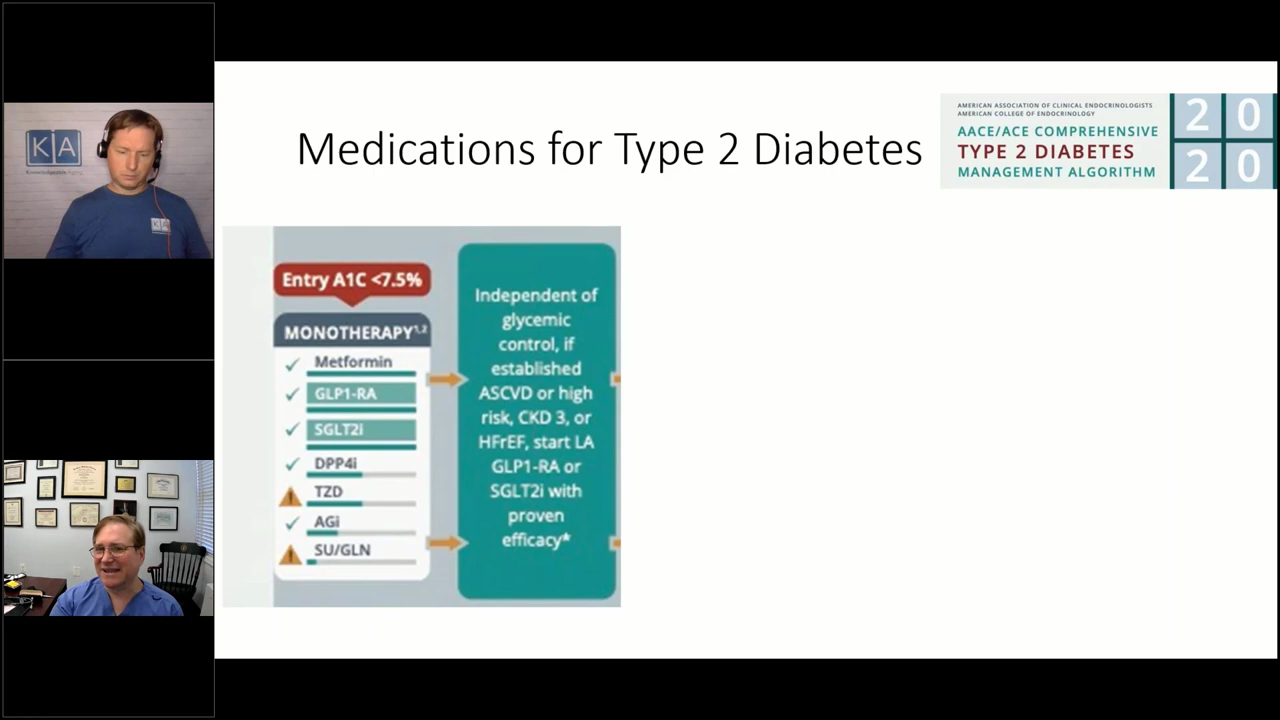 KIA
Medications for Type 2 Diabetes
AMERICAN ASSOCIATION OF CLINICAL ENDOCRINOLOGISTS
AMERICAN COLLEGE OF ENDOCRINOLOGY
AACE/ACE COMPREHENSIVE
TYPE 2 DIABETES
MANAGEMENT ALGORITHM
20
20
Entry A1C <7.5%
MONOTHERAPY1,2
Metformin
GLP1-RA
SGLT2i
DPP4i
TZD
AGi
SU/GLN
Independent of
glycemic
control, if
established
ASCVD or high
risk, CKD 3, or
HFrEF, start LA
GLP1-RA or
SGLT2i with
proven
efficacy*